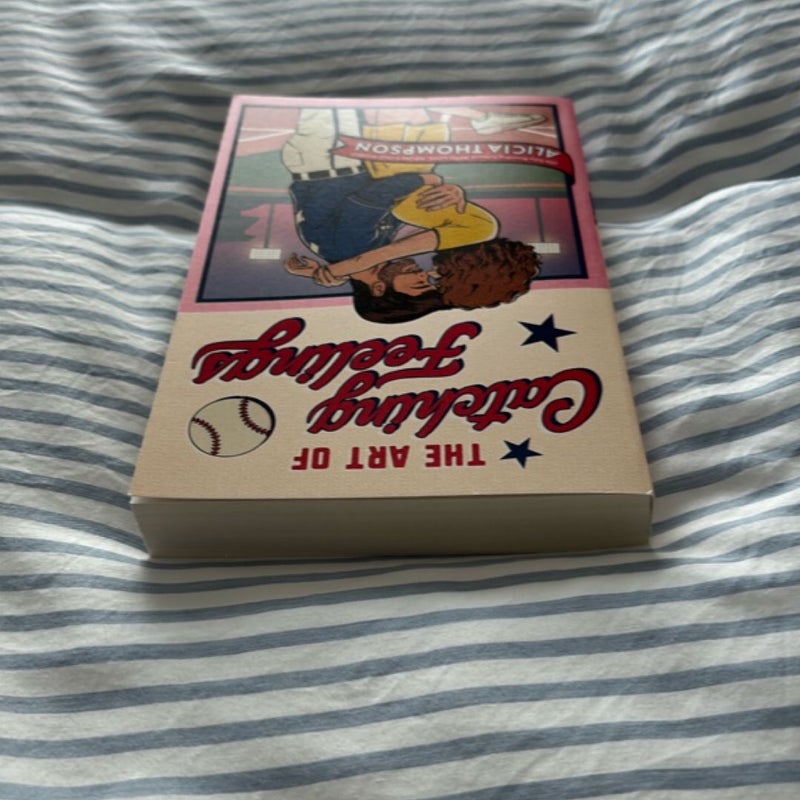 THE ART OF
Catching
Feelings
ALICIA THOMPSON